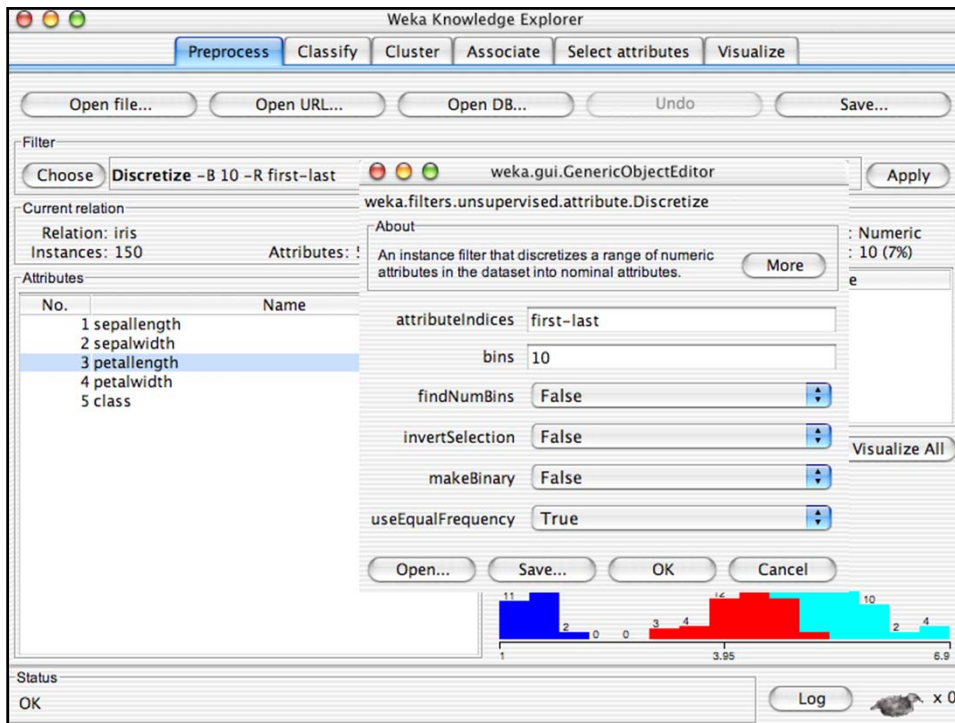 Weka Knowledge Explorer
Preprocess Classify Cluster Associate Select attributes Visualize
Open file... Open URL... Open DB... Undo Save...
Filter
Choose Discretize -B 10 -R first-last
Apply
weka.gui.GenericObjectEditor
weka.filters.unsupervised.attribute.Discretize
About
An instance filter that discretizes a range of numeric
attributes in the dataset into nominal attributes.
More
attributeIndices first-last
bins 10
findNumBins False
invertSelection False
makeBinary False
useEqualFrequency True
Open... Save... OK Cancel
Current relation
Relation: iris
Instances: 150 Attributes:
: Numeric
: 10 (7%)
e
Attributes
No. Name
1 sepallength
2 sepalwidth
3 petallength
4 petalwidth
5 class
Visualize All
11 2 0 0 3 4 12 10 2 4
1 3.95 6.9
Status
OK
Log x 0